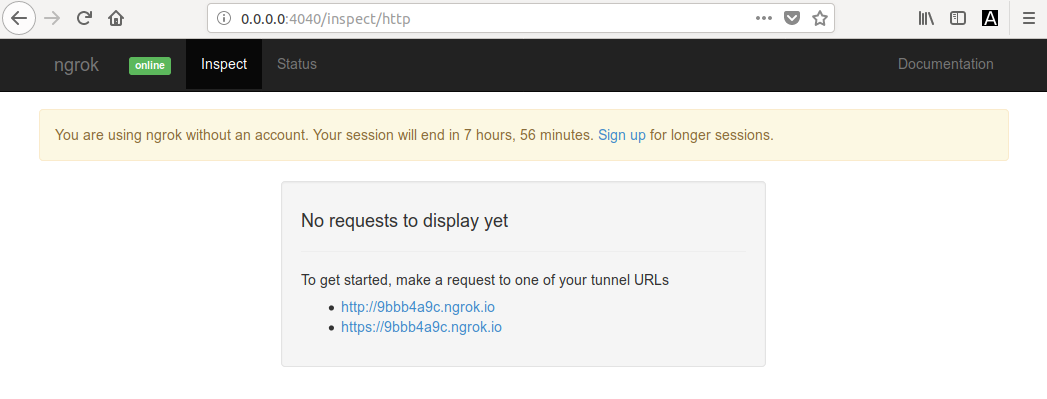 0.0.0.0:4040/inspect/http
ngrok online Inspect Status Documentation
You are using ngrok without an account. Your session will end in 7 hours, 56 minutes. Sign up for longer sessions.
No requests to display yet
To get started, make a request to one of your tunnel URLs
http://9bbb4a9c.ngrok.io
https://9bbb4a9c.ngrok.io